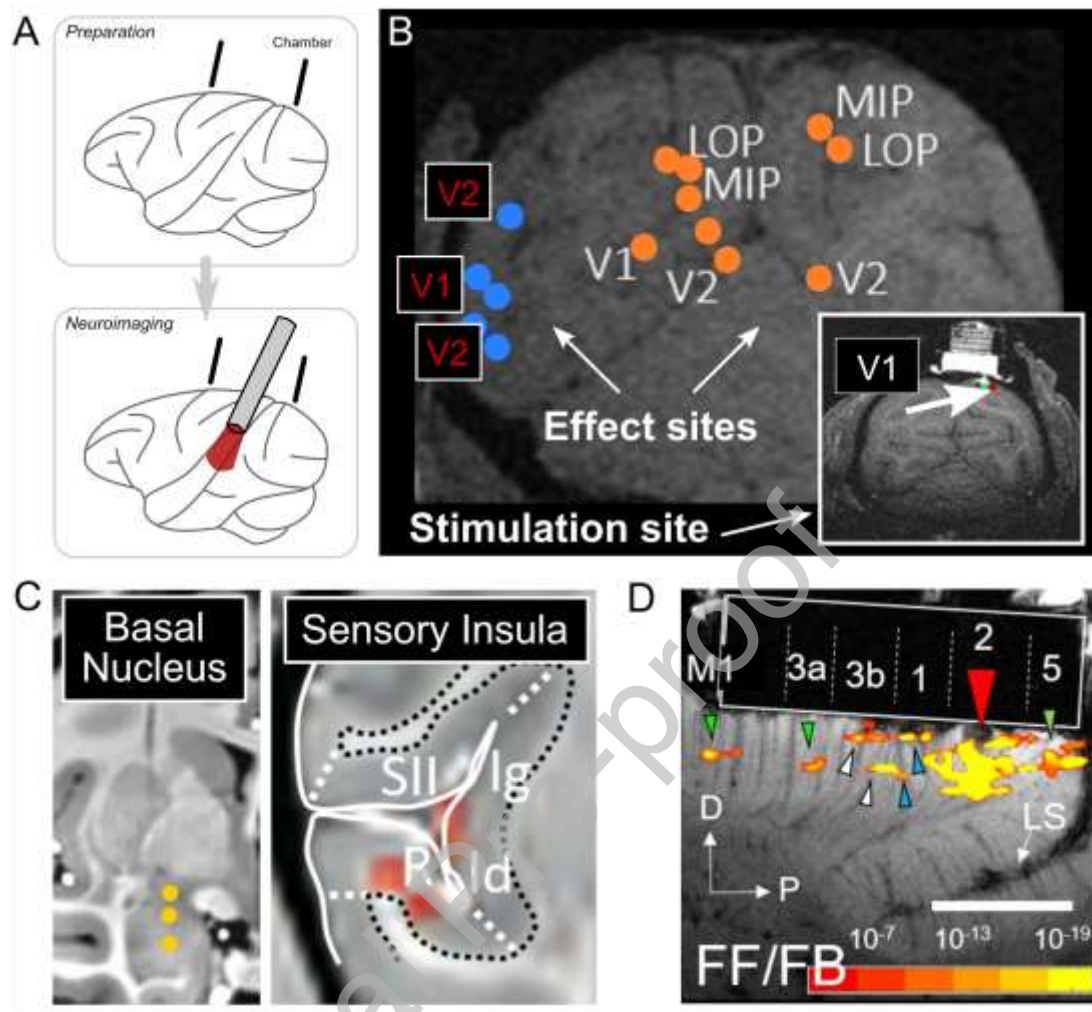 A
Preparation
Chamber
Neuroimaging
B
MIP
LOP
LOP
MIP
V2
V1
V2
V1
V2
V2
V1
Effect sites
Stimulation site
C
Basal
Nucleus
Sensory Insula
SII
Ig
R
Id
D
M1
3a
3b
1
2
5
D
P
LS
10-7
10-13
10-19
FF/FB
-proof